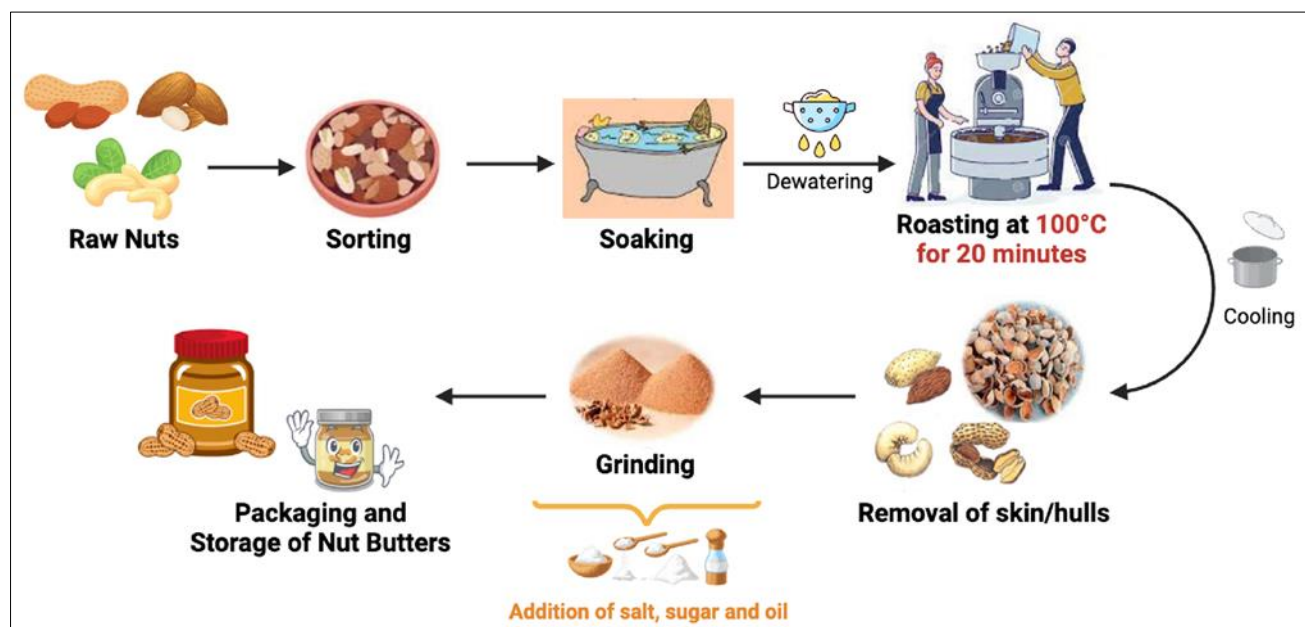 Raw Nuts
Sorting
Soaking
Dewatering
Roasting at 100°C
for 20 minutes
Cooling
Removal of skin/hulls
Grinding
Addition of salt, sugar and oil
Packaging and
Storage of Nut Butters